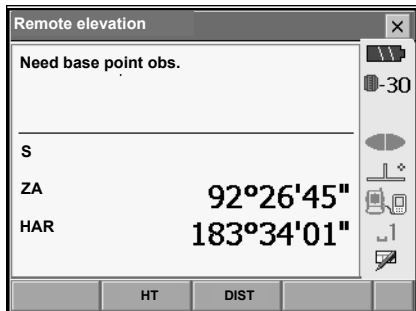 Remote elevation
Need base point obs.
-30
S
ZA 92°26'45"
HAR 183°34'01"
1
HT DIST